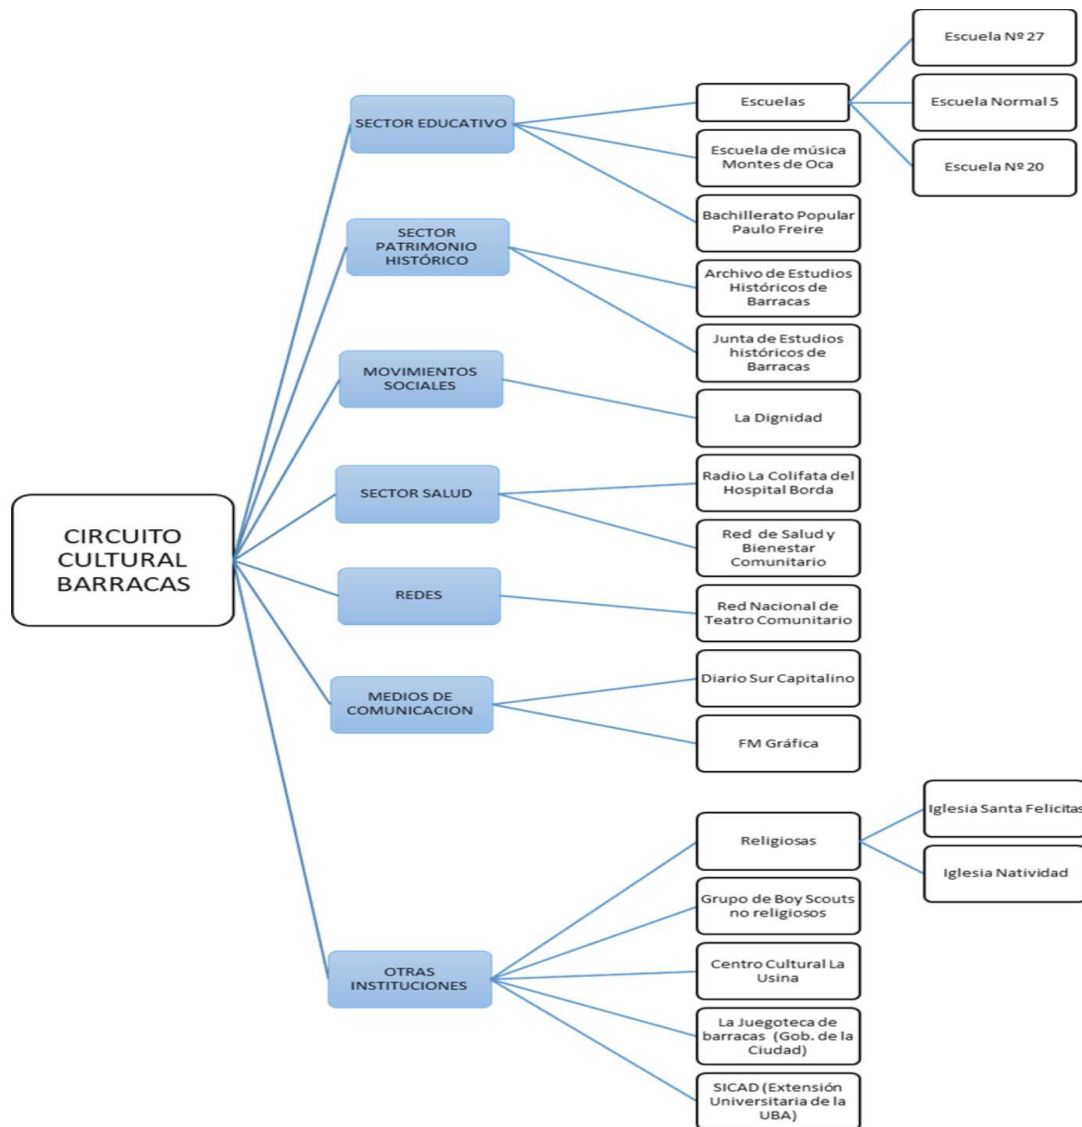 CIRCUITO
CULTURAL
BARRACAS
SECTOR EDUCATIVO
Escuelas
Escuela Nº 27
Escuela Normal 5
Escuela Nº 20
Escuela de música
Montes de Oca
Bachillerato Popular
Paulo Freire
SECTOR
PATRIMONIO
HISTÓRICO
Archivo de Estudios
Históricos de
Barracas
Junta de Estudios
históricos de
Barracas
MOVIMIENTOS
SOCIALES
La Dignidad
SECTOR SALUD
Radio La Colifata del
Hospital Borda
Red de Salud y
Bienestar
Comunitario
REDES
Red Nacional de
Teatro Comunitario
MEDIOS DE
COMUNICACION
Diario Sur Capitalino
FM Gráfica
OTRAS
INSTITUCIONES
Religiosas
Iglesia Santa Felicitas
Iglesia Natividad
Grupo de Boy Scouts
no religiosos
Centro Cultural La
Usina
La Juegoteca de
barracas (Gob. de la
Ciudad)
SICAD (Extensión
Universitaria de la
UBA)